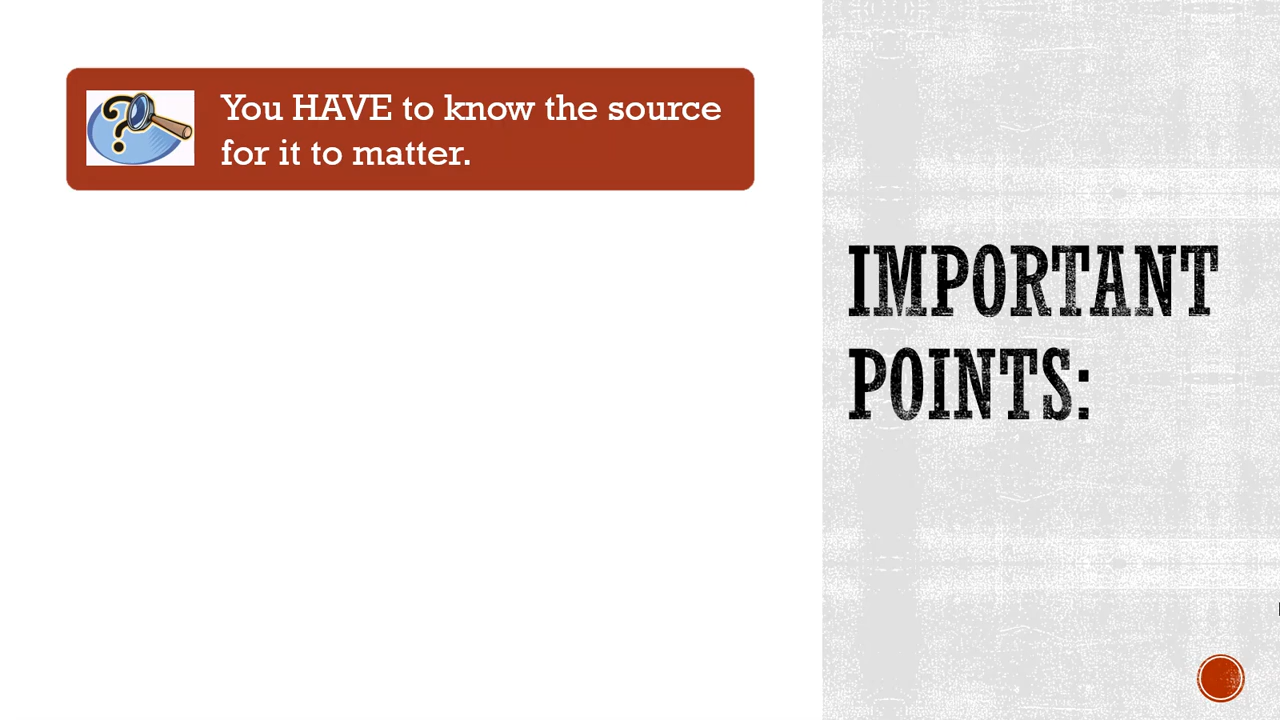 You HAVE to know the source
for it to matter.
IMPORTANT
POINTS: